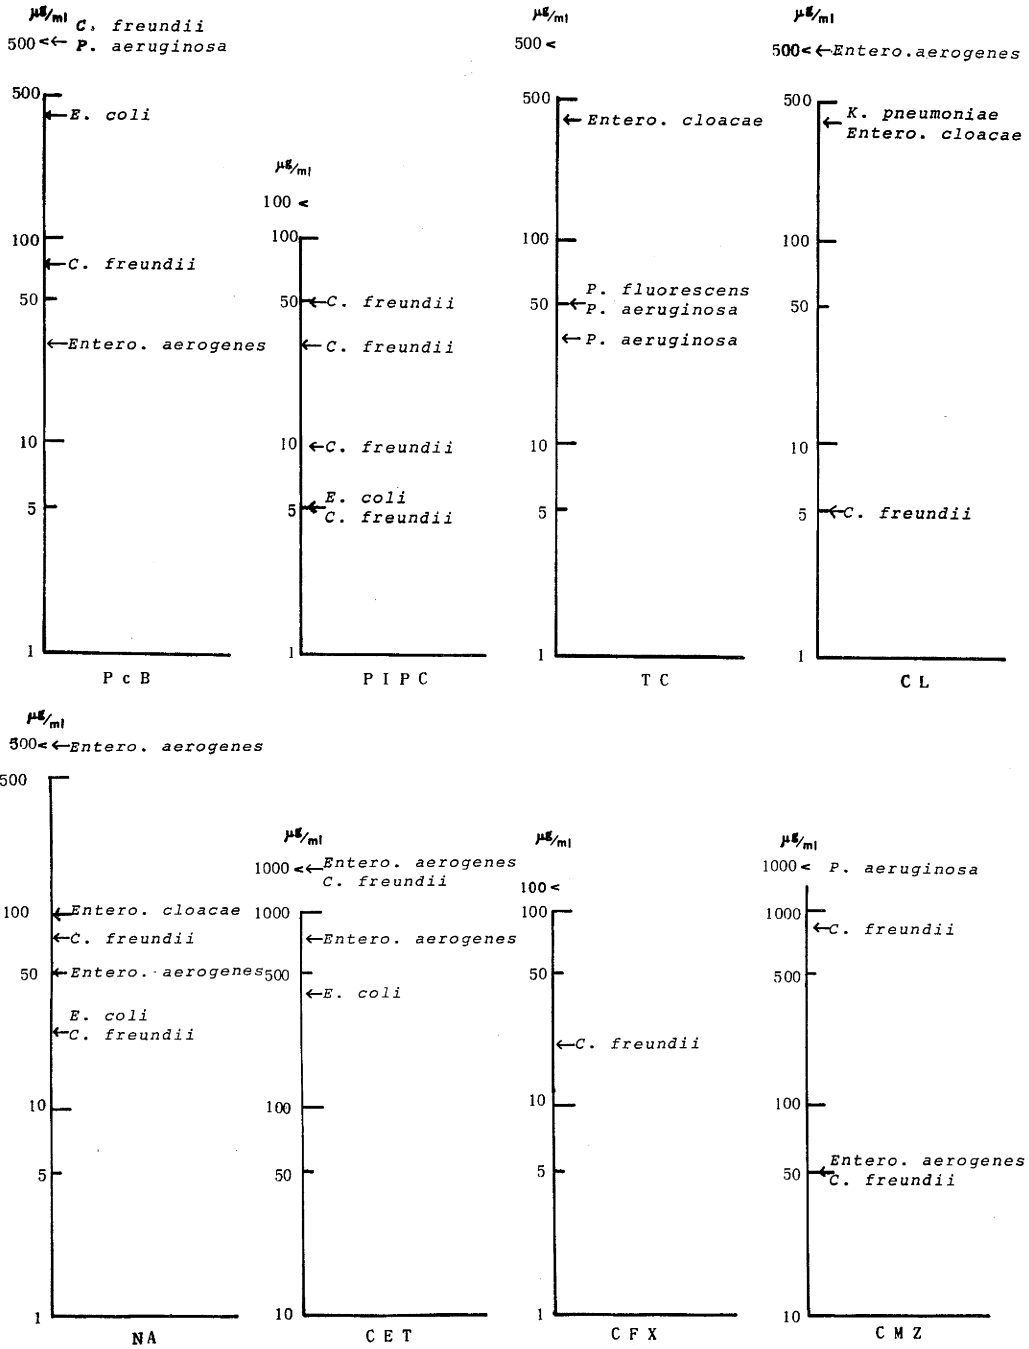 µg/ml C. freundii
500< ← P. aeruginosa
500
← E. coli
100
← C. freundii
50
← Entero. aerogenes
10
5
1
P c B
µg/ml
100 <
100
50 ← C. freundii
← C. freundii
10 ← C. freundii
E. coli
5 ← C. freundii
1
P I P C
µg/ml
500 <
500
← Entero. cloacae
100
P. fluorescens
50 ← P. aeruginosa
← P. aeruginosa
10
5
1
T C
µg/ml
500< ← Entero. aerogenes
500
K. pneumoniae
← Entero. cloacae
100
50
10
5 ← C. freundii
1
C L
µg/ml
500< ← Entero. aerogenes
500
100 ← Entero. cloacae
← C. freundii
50 ← Entero. aerogenes
E. coli
← C. freundii
10
5
1
N A
µg/ml
1000 < ← Entero. aerogenes
C. freundii
1000
← Entero. aerogenes
500
← E. coli
100
50
10
C E T
µg/ml
100 <
100
50
← C. freundii
10
5
1
C F X
µg/ml
1000 < P. aeruginosa
1000
← C. freundii
500
100
Entero. aerogenes
50 ← C. freundii
10
C M Z